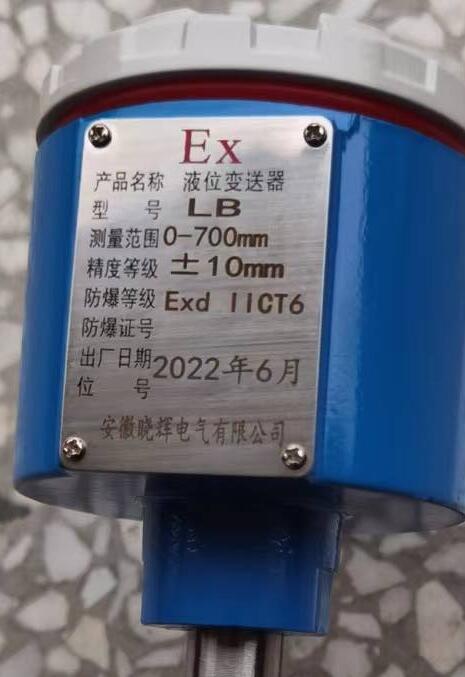 Ex
产品名称 液位变送器
型 号 LB
测量范围 0-700mm
精度等级 ±10mm
防爆等级 Exd IICT6
防爆证号
出厂日期 2022年6月
位 号
安徽晓辉电气有限公司